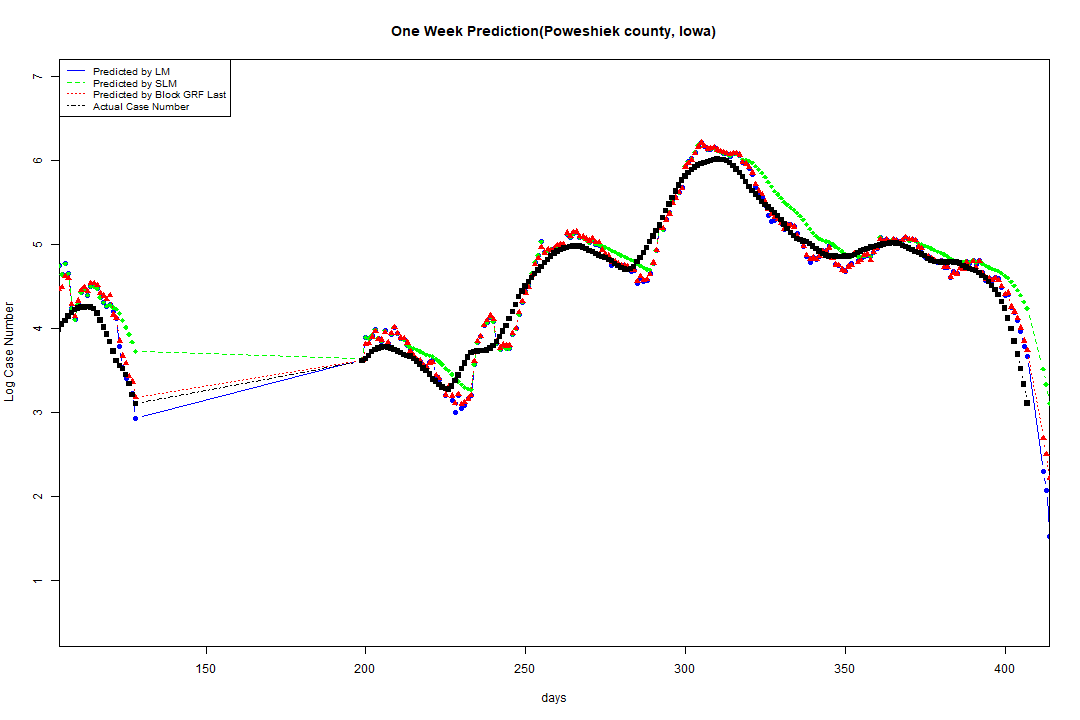 One Week Prediction(Poweshiek county, Iowa)
Predicted by LM
Predicted by SLM
Predicted by Block GRF Last
Actual Case Number
7
6
5
4
3
2
1
Log Case Number
150 200 250 300 350 400
days